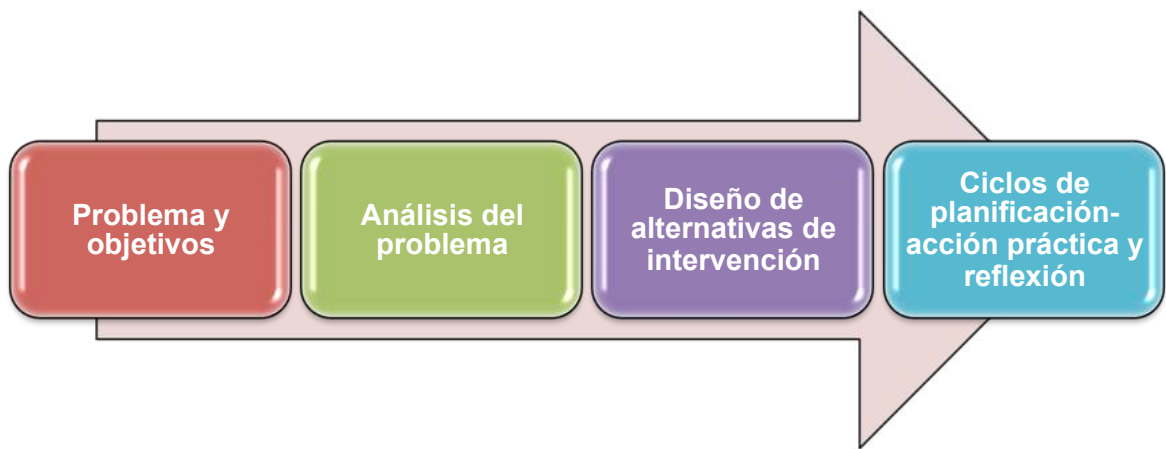 Problema y
objetivos
Análisis del
problema
Diseño de
alternativas de
intervención
Ciclos de
planificación-
acción práctica y
reflexión